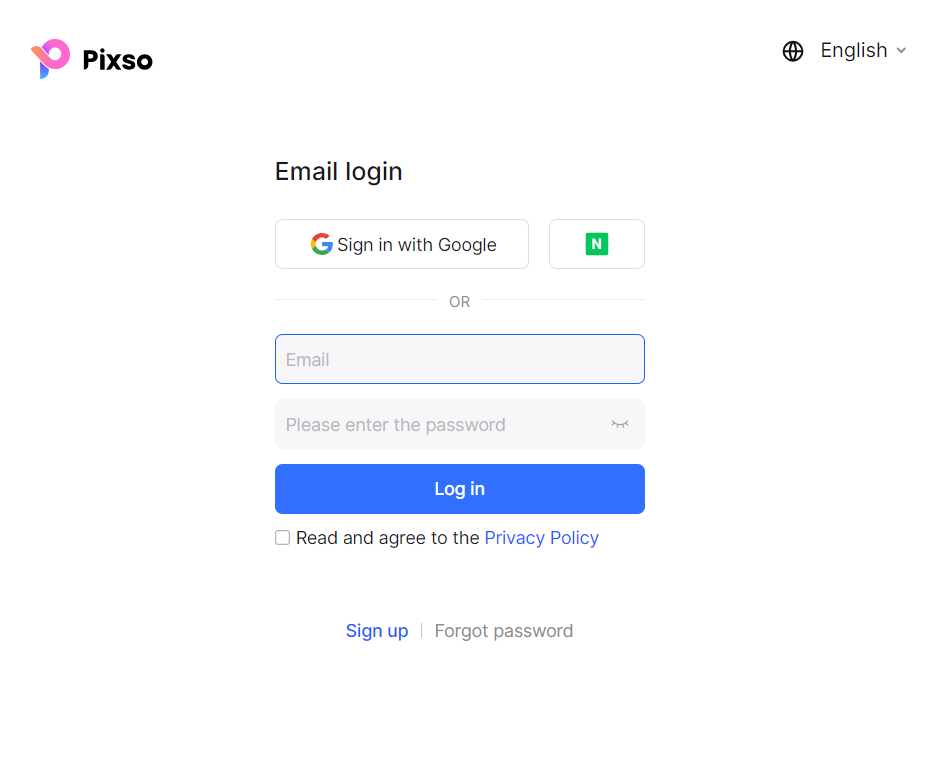 Pixso
English
Email login
Sign in with Google
N
OR
Email
Please enter the password
Log in
Read and agree to the Privacy Policy
Sign up | Forgot password